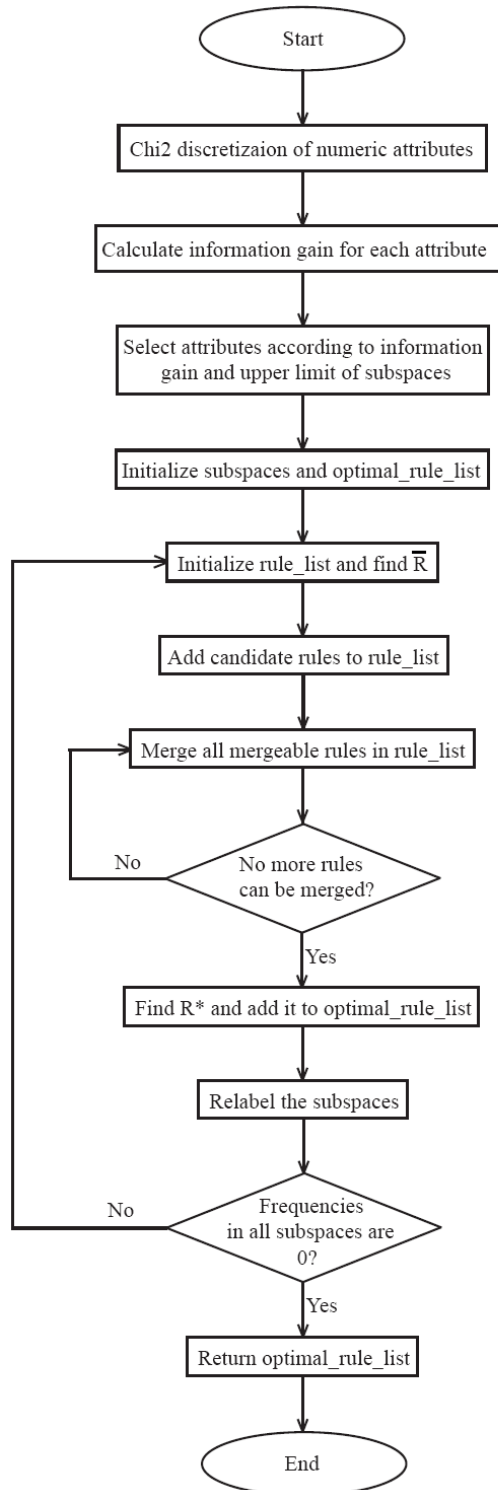 Start
Chi2 discretizaion of numeric attributes
Calculate information gain for each attribute
Select attributes according to information
gain and upper limit of subspaces
Initialize subspaces and optimal_rule_list
Initialize rule_list and find R̅
Add candidate rules to rule_list
Merge all mergeable rules in rule_list
No
No more rules
can be merged?
Yes
Find R* and add it to optimal_rule_list
Relabel the subspaces
No
Frequencies
in all subspaces are
0?
Yes
Return optimal_rule_list
End